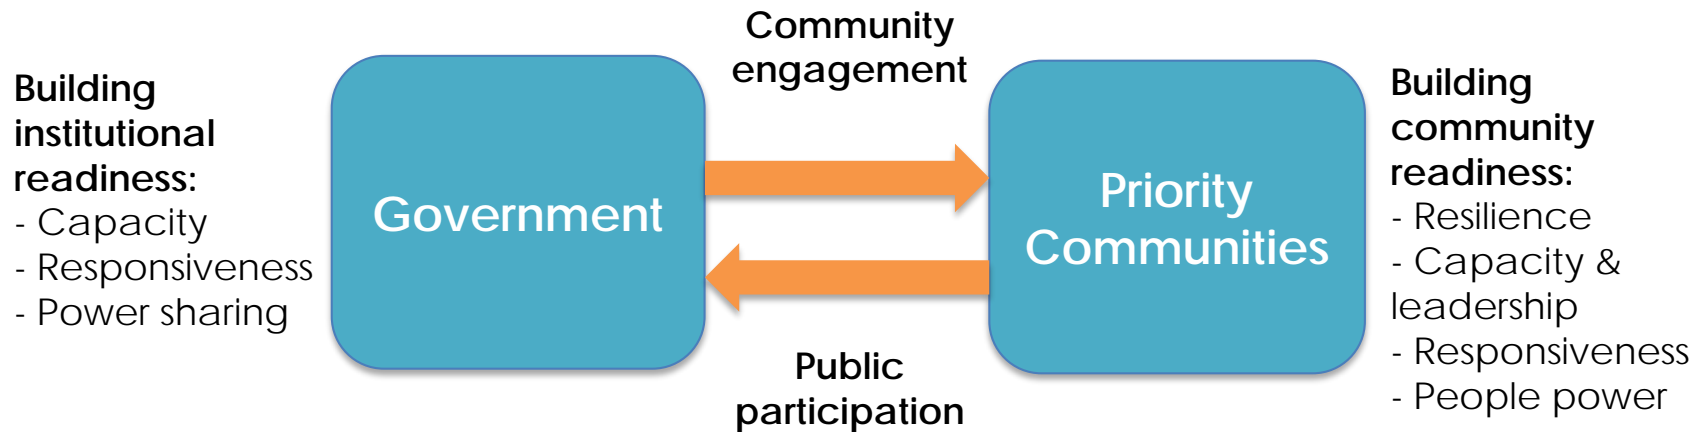 Building
institutional
readiness:
- Capacity
- Responsiveness
- Power sharing
Government
Community
engagement
Public
participation
Priority
Communities
Building
community
readiness:
- Resilience
- Capacity &
leadership
- Responsiveness
- People power